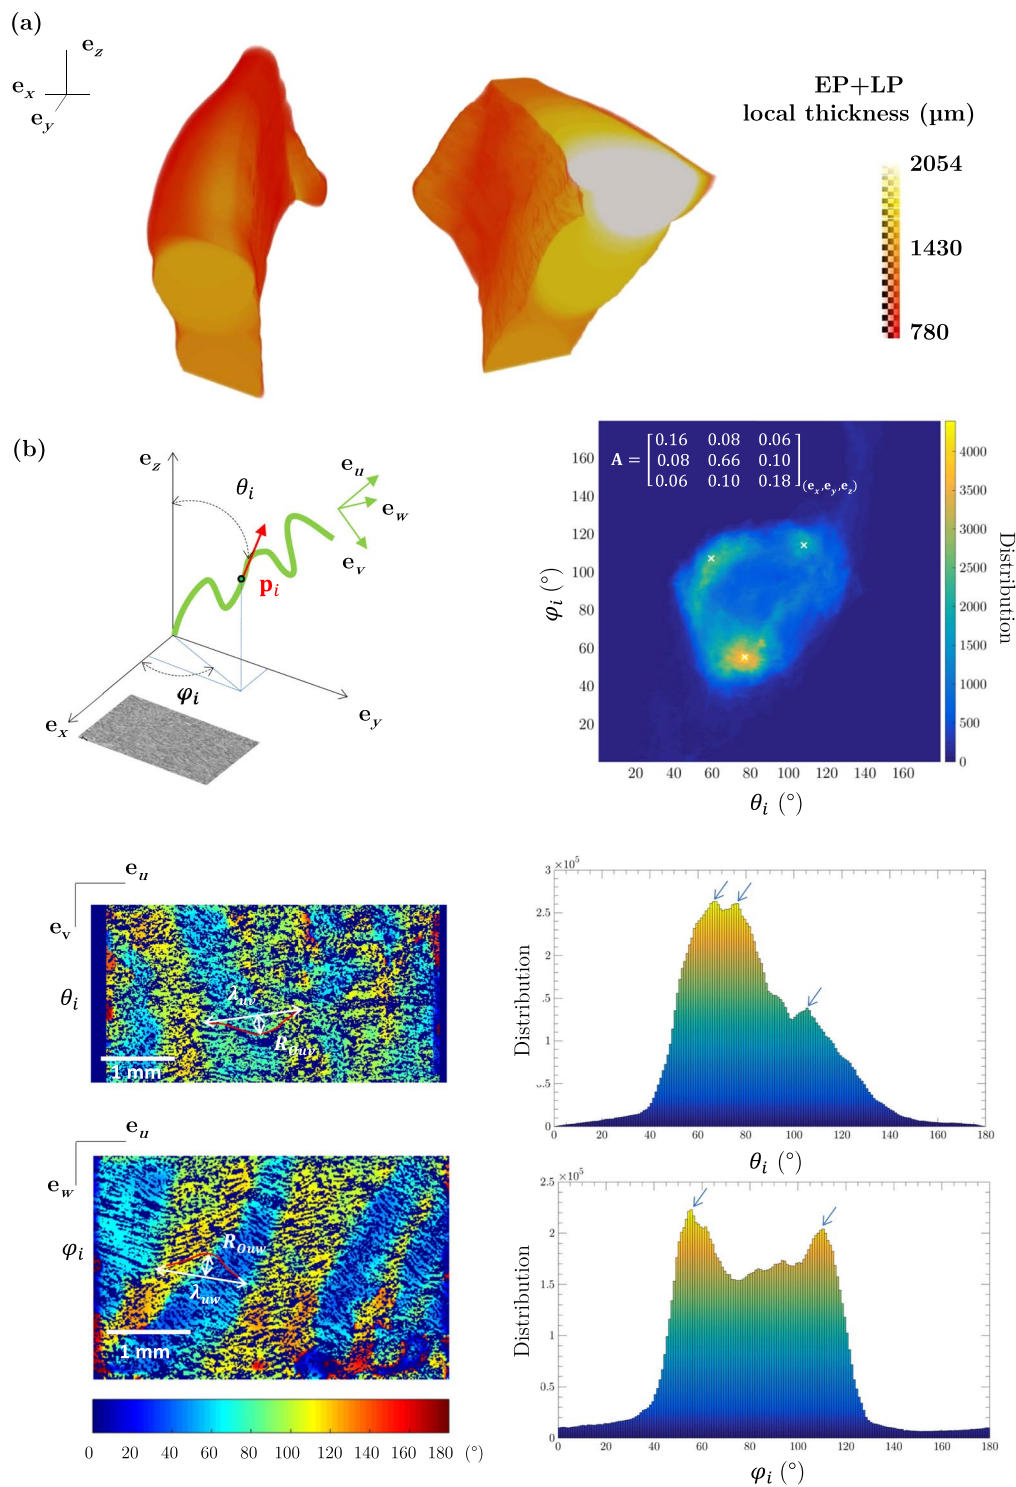 (a)
e_z
e_x
e_y
EP+LP
local thickness (µm)
2054
1430
780
(b)
e_z
θ_i
e_u
e_w
e_v
p_i
φ_i
e_x
e_y
A = [0.16 0.08 0.06
0.08 0.66 0.10
0.06 0.10 0.18](e_x,e_y,e_z)
φ_i (°)
160
140
120
100
80
60
40
20
20 40 60 80 100 120 140 160
θ_i (°)
4000
3500
3000
2500
2000
1500
1000
500
0
Distribution
e_u
e_v
θ_i
λ_uv
R_0uv
1 mm
e_u
e_w
φ_i
R_0uw
λ_uw
1 mm
0 20 40 60 80 100 120 140 160 180 (°)
×10^5
3
2.5
2
.5
1
0.5
0
Distribution
0 20 40 60 80 100 120 140 160 180
θ_i (°)
×10^5
2.5
2
1.5
1
0.5
0
Distribution
0 20 40 60 80 100 120 140 160 180
φ_i (°)